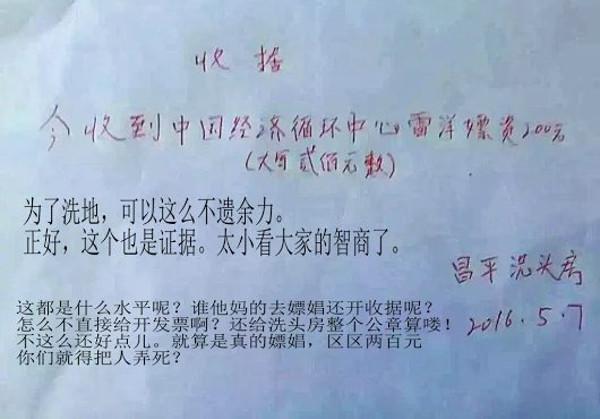 收据
今收到中国经济循环中心雷洋嫖资200元
(大写贰佰元整)
为了洗地，可以这么不遗余力。
正好，这个也是证据。太小看大家的智商了。
昌平洗头房
2016.5.7
这都是什么水平呢？谁他妈的去嫖娼还开收据呢？
怎么不直接给开发票啊？还给洗头房整个公章算喽！
不这么还好点儿。就算是真的嫖娼，区区两百元
你们就得把人弄死？